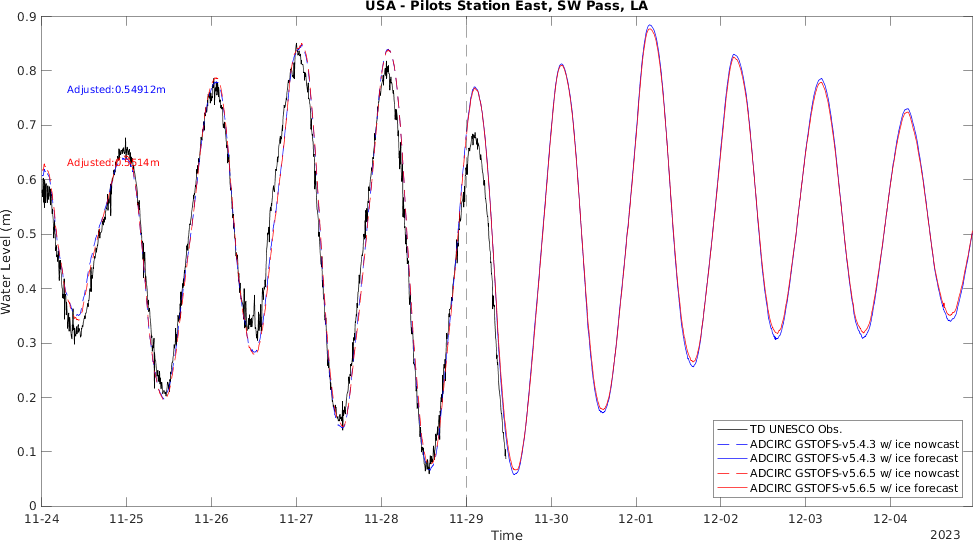 USA - Pilots Station East, SW Pass, LA
Water Level (m)
0.9
0.8
0.7
0.6
0.5
0.4
0.3
0.2
0.1
0
Adjusted:0.54912m
TD UNESCO Obs.
ADCIRC GSTOFS-v5.4.3 w/ ice nowcast
ADCIRC GSTOFS-v5.4.3 w/ ice forecast
ADCIRC GSTOFS-v5.6.5 w/ ice nowcast
ADCIRC GSTOFS-v5.6.5 w/ ice forecast
11-24 11-25 11-26 11-27 11-28 11-29 11-30 12-01 12-02 12-03 12-04
Time
2023